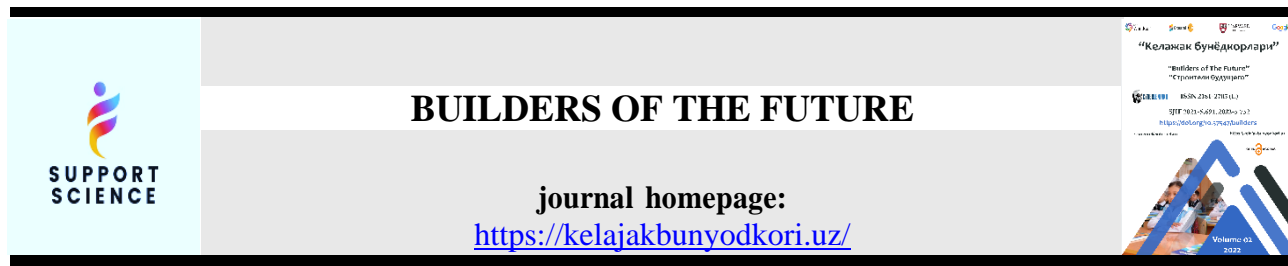 SUPPORT
SCIENCE
BUILDERS OF THE FUTURE
journal homepage:
https://kelajakbunyodkori.uz/
“Келажак бунёдкорлари”
“Builders of The Future”
“Строители будущего”
Volume 02
2022